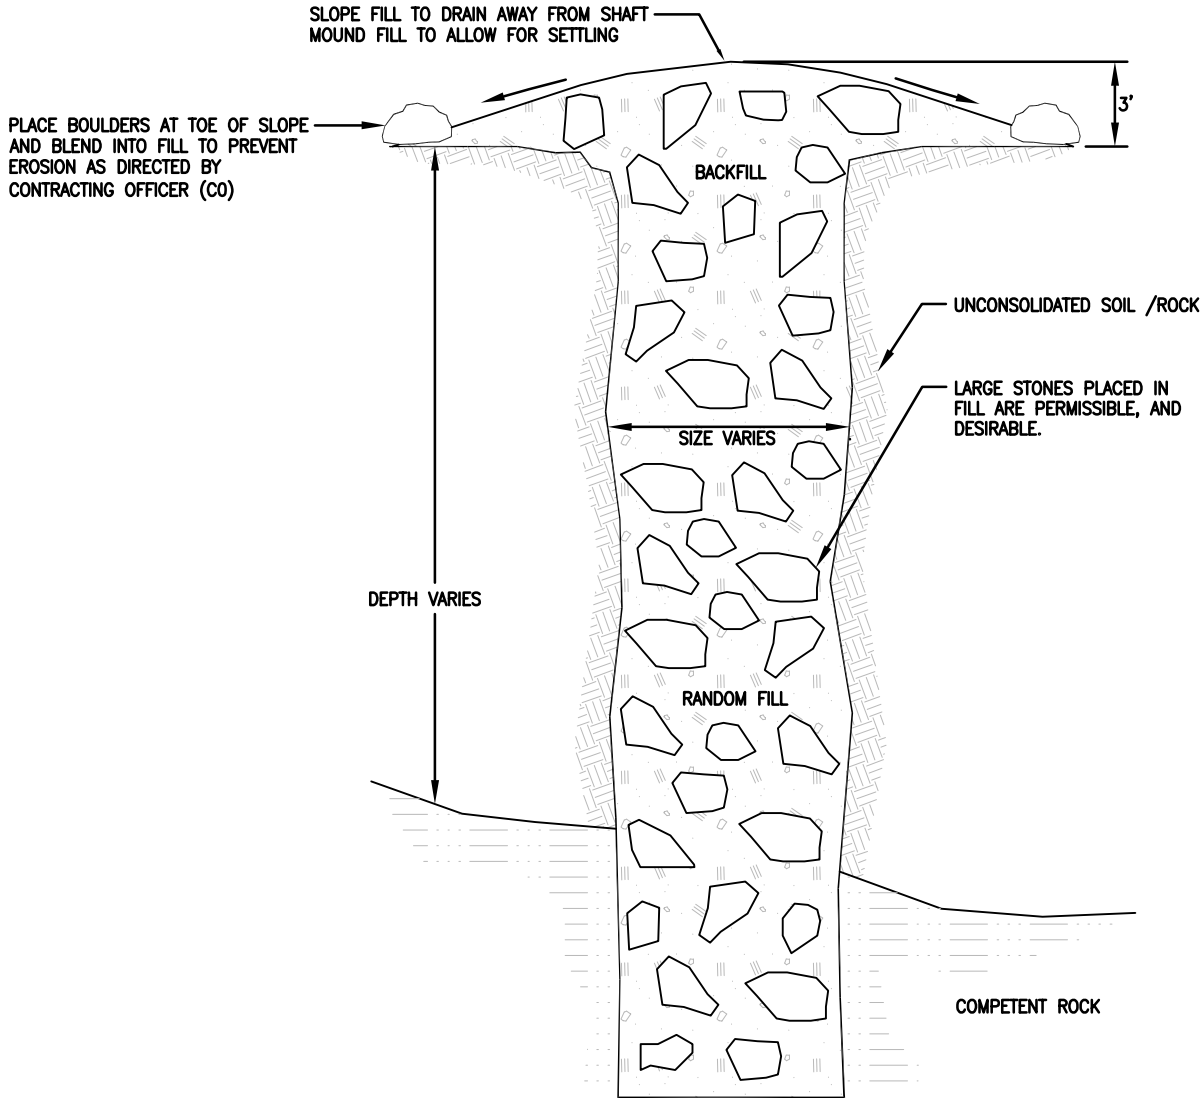 SLOPE FILL TO DRAIN AWAY FROM SHAFT
MOUND FILL TO ALLOW FOR SETTLING
3'
PLACE BOULDERS AT TOE OF SLOPE
AND BLEND INTO FILL TO PREVENT
EROSION AS DIRECTED BY
CONTRACTING OFFICER (CO)
BACKFILL
UNCONSOLIDATED SOIL /ROCK
LARGE STONES PLACED IN
FILL ARE PERMISSIBLE, AND
DESIRABLE.
SIZE VARIES
DEPTH VARIES
RANDOM FILL
COMPETENT ROCK